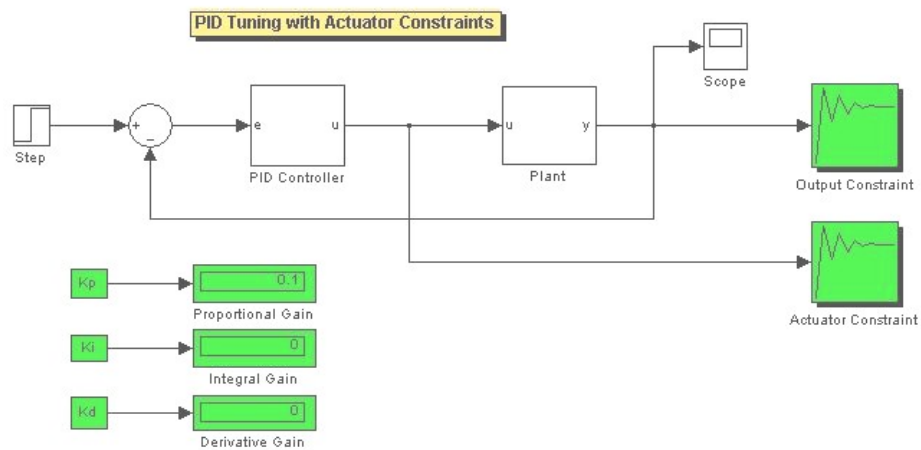 PID Tuning with Actuator Constraints
Scope
+
−
e
u
u
y
Step
PID Controller
Plant
Output Constraint
Kp
0.1
Proportional Gain
Actuator Constraint
Ki
0
Integral Gain
Kd
0
Derivative Gain